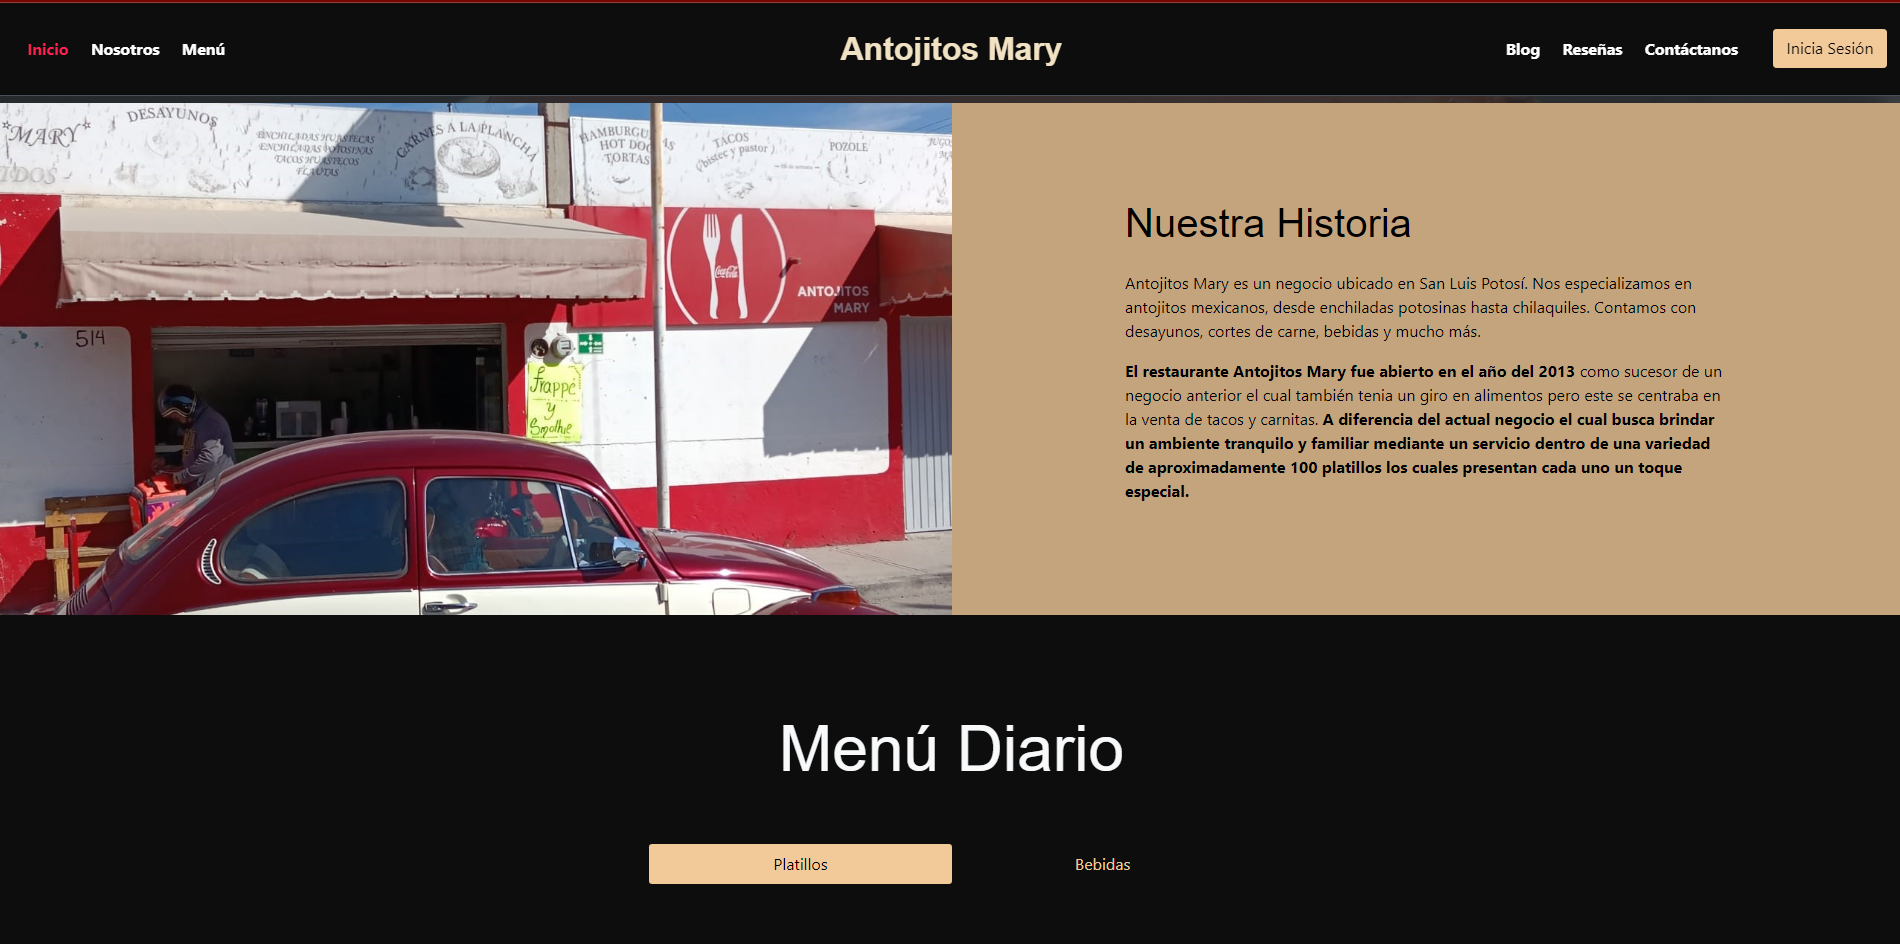 Inicio Nosotros Menú
Antojitos Mary
Blog Reseñas Contáctanos Inicia Sesión
*MARY*
DESAYUNOS
ENCHILADAS HUASTECAS
ENCHILADAS POTOSINAS
TACOS HUASTECOS
FLAUTAS
CARNES A LA PLANCHA
HAMBURGU AS
HOT DOG
TORTAS
TACOS
(bistec y pastor)
POZOLE
Coca-Cola
ANTOJITOS
MARY
514
frappe
y
Smothie
Nuestra Historia
Antojitos Mary es un negocio ubicado en San Luis Potosí. Nos especializamos en
antojitos mexicanos, desde enchiladas potosinas hasta chilaquiles. Contamos con
desayunos, cortes de carne, bebidas y mucho más.
El restaurante Antojitos Mary fue abierto en el año del 2013 como sucesor de un
negocio anterior el cual también tenia un giro en alimentos pero este se centraba en
la venta de tacos y carnitas. A diferencia del actual negocio el cual busca brindar
un ambiente tranquilo y familiar mediante un servicio dentro de una variedad
de aproximadamente 100 platillos los cuales presentan cada uno un toque
especial.
Menú Diario
Platillos
Bebidas